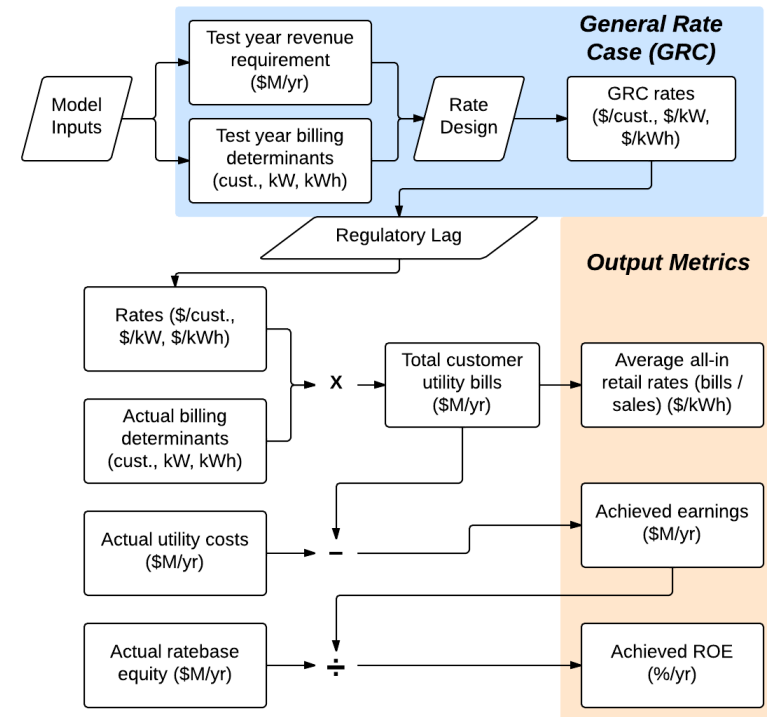 General Rate
Case (GRC)
Test year revenue
requirement
($M/yr)
Model
Inputs
Test year billing
determinants
(cust., kW, kWh)
Rate
Design
GRC rates
($/cust., $/kW,
$/kWh)
Regulatory Lag
Output Metrics
Rates ($/cust.,
$/kW, $/kWh)
X
Total customer
utility bills
($M/yr)
Average all-in
retail rates (bills /
sales) ($/kWh)
Actual billing
determinants
(cust., kW, kWh)
Actual utility costs
($M/yr)
–
Achieved earnings
($M/yr)
Actual ratebase
equity ($M/yr)
÷
Achieved ROE
(%/yr)